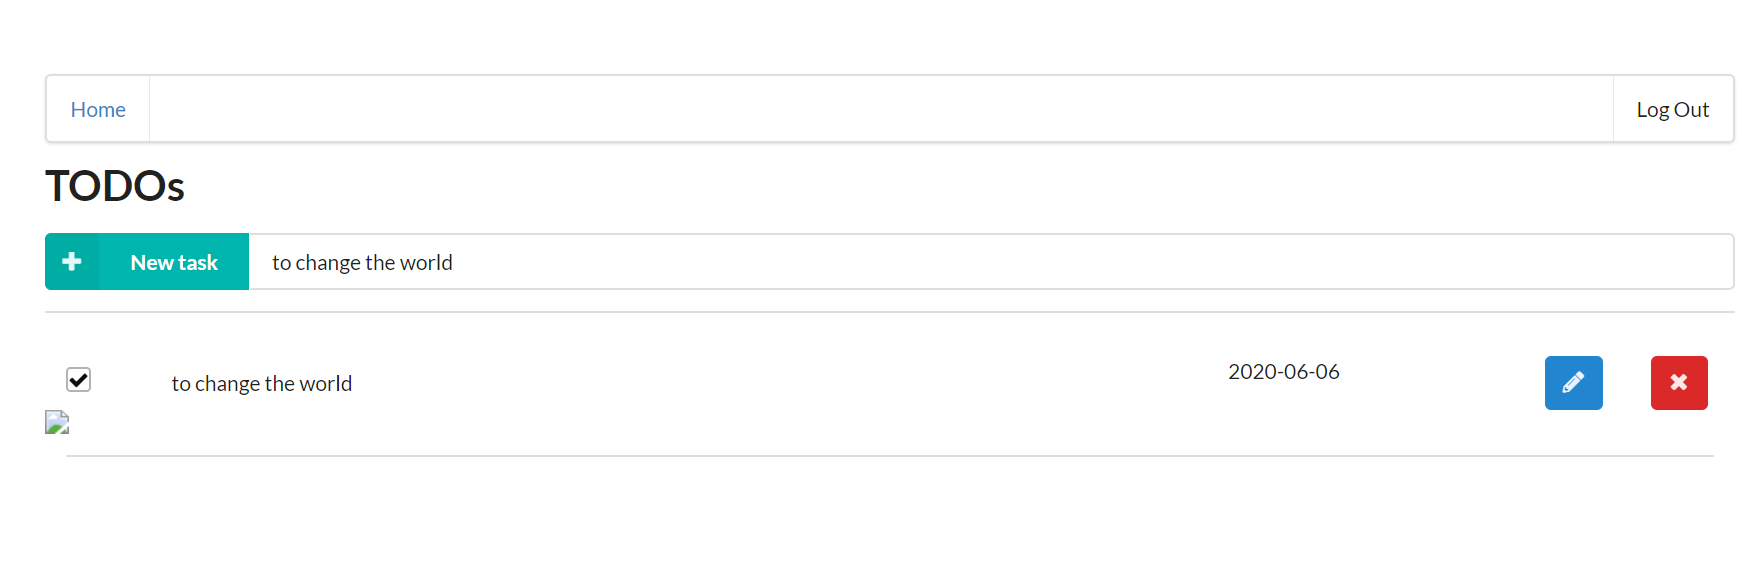 Home Log Out
TODOs
New task to change the world
to change the world 2020-06-06